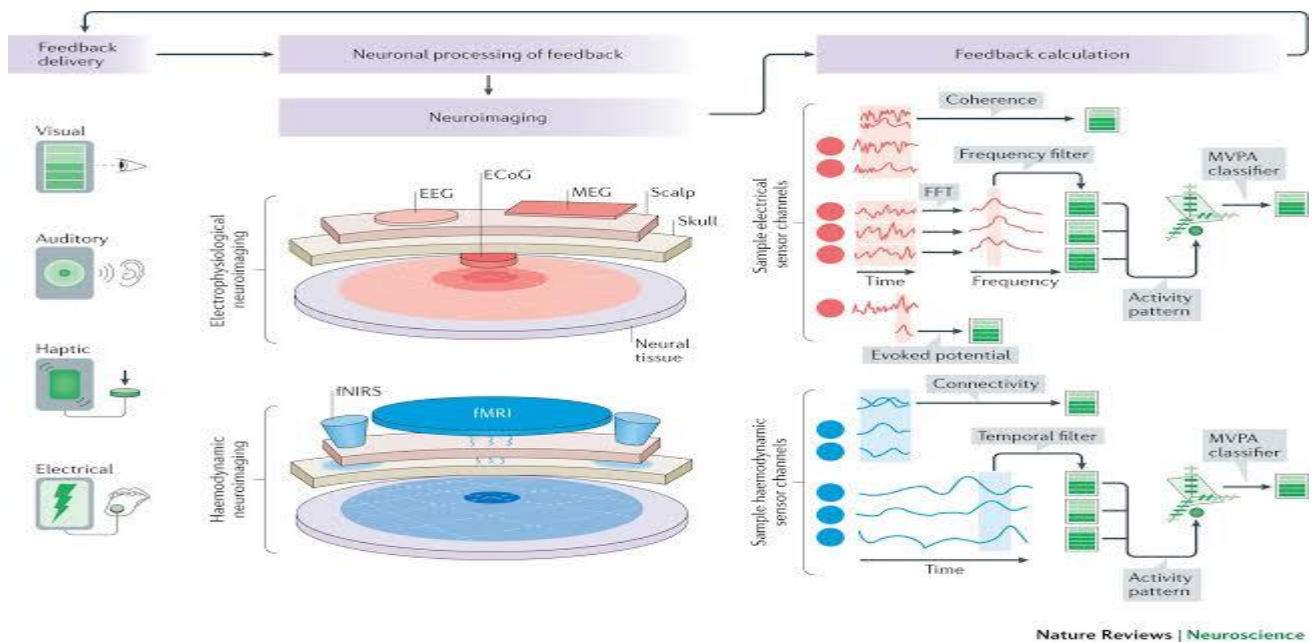 Feedback
delivery
Neuronal processing of feedback
Feedback calculation
Neuroimaging
Visual
Auditory
Haptic
Electrical
Electrophysiological
neuroimaging
EEG
ECoG
MEG
Scalp
Skull
Neural
tissue
Haemodynamic
neuroimaging
fNIRS
fMRI
Sample electrical
sensor channels
Coherence
Frequency filter
MVPA
classifier
FFT
Time
Frequency
Activity
pattern
Evoked potential
Sample haemodynamic
sensor channels
Connectivity
Temporal filter
MVPA
classifier
Time
Activity
pattern
Nature Reviews | Neuroscience